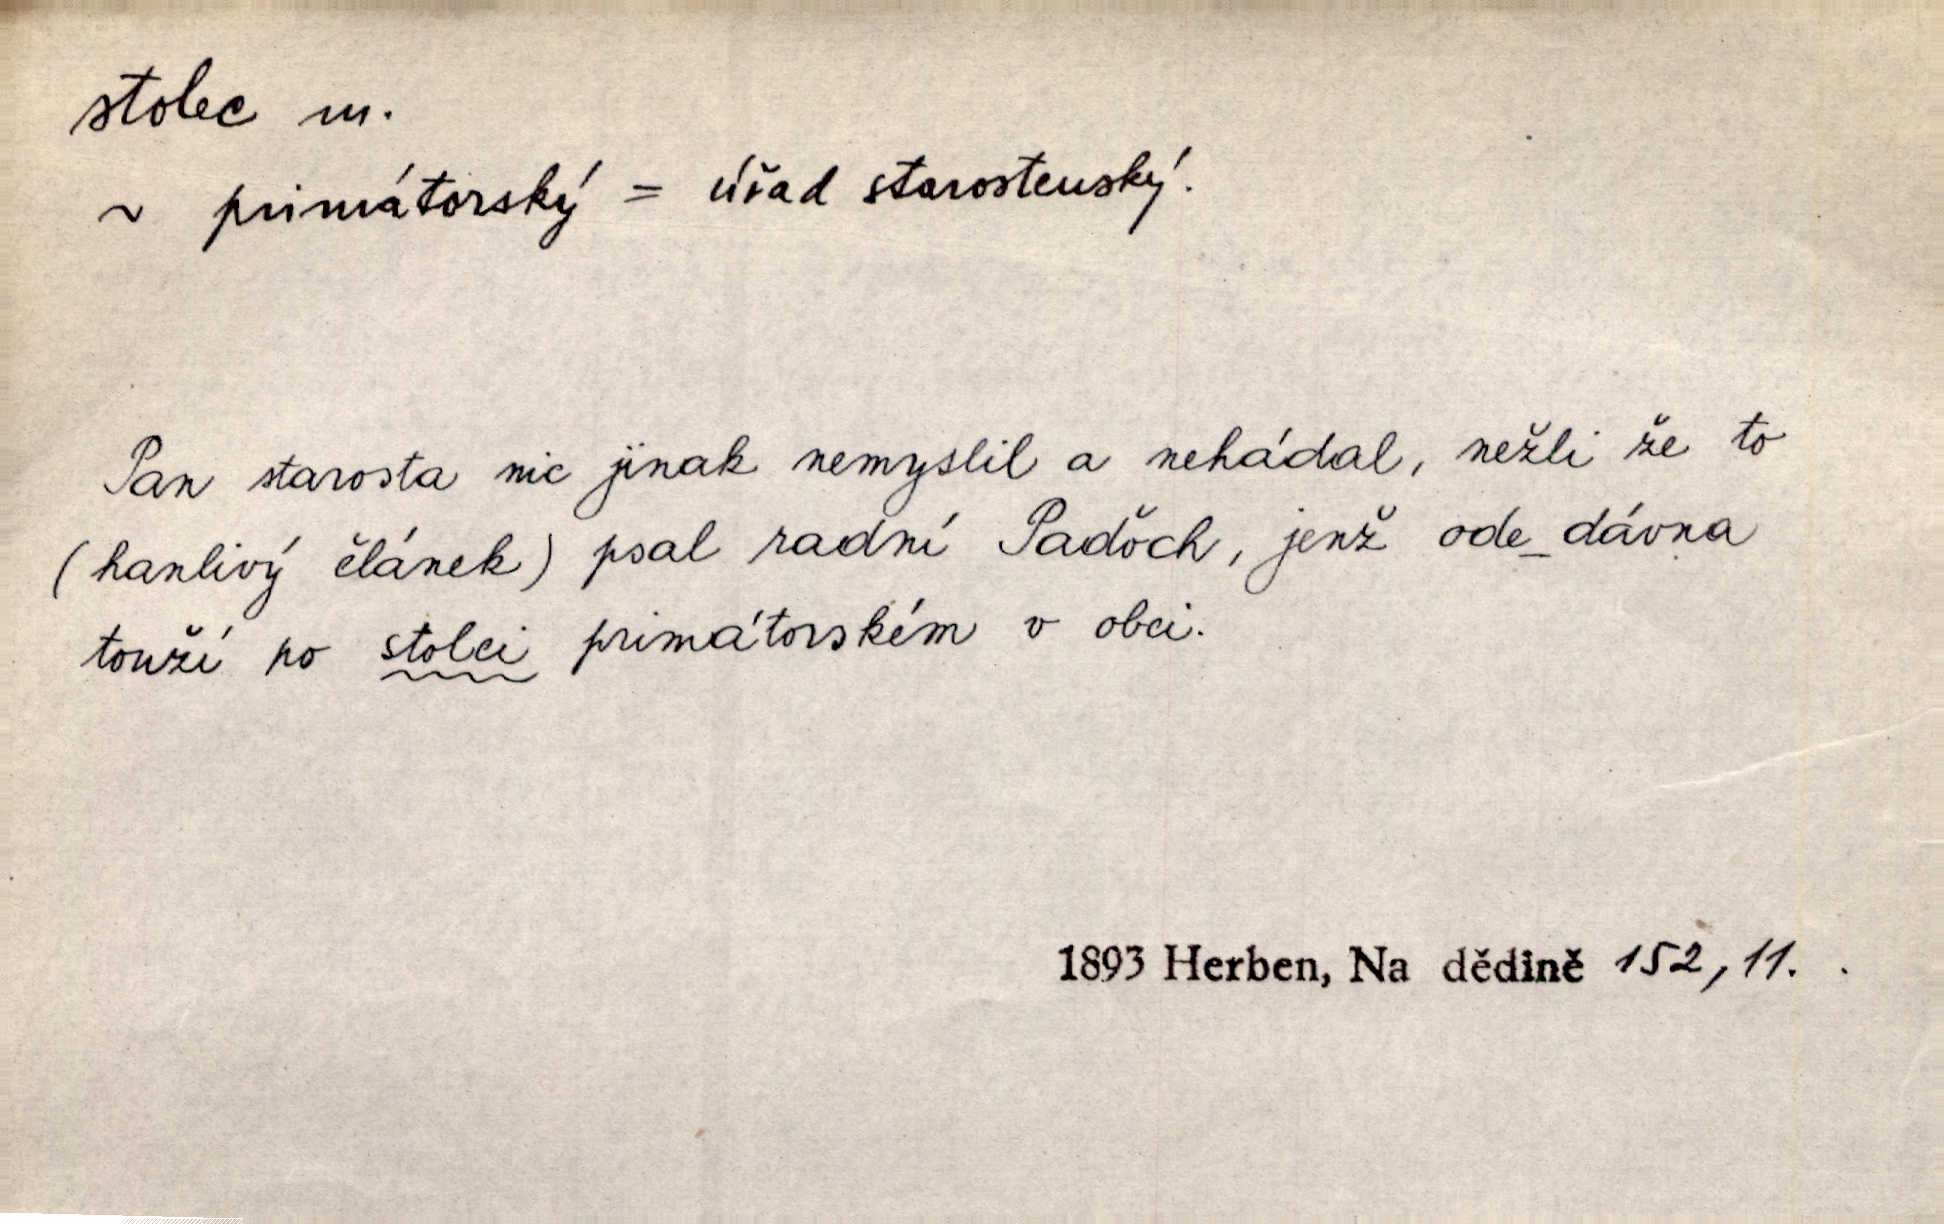 stolec m.
~ primátorský = úřad starostenský.
Pan starosta nic jinak nemyslil a nehádal, nežli že to
(hanlivý článek) psal radní Padöch, jenž ode_dávna
touží po stolci primátorském v obci.
1893 Herben, Na dědině 152, 11.